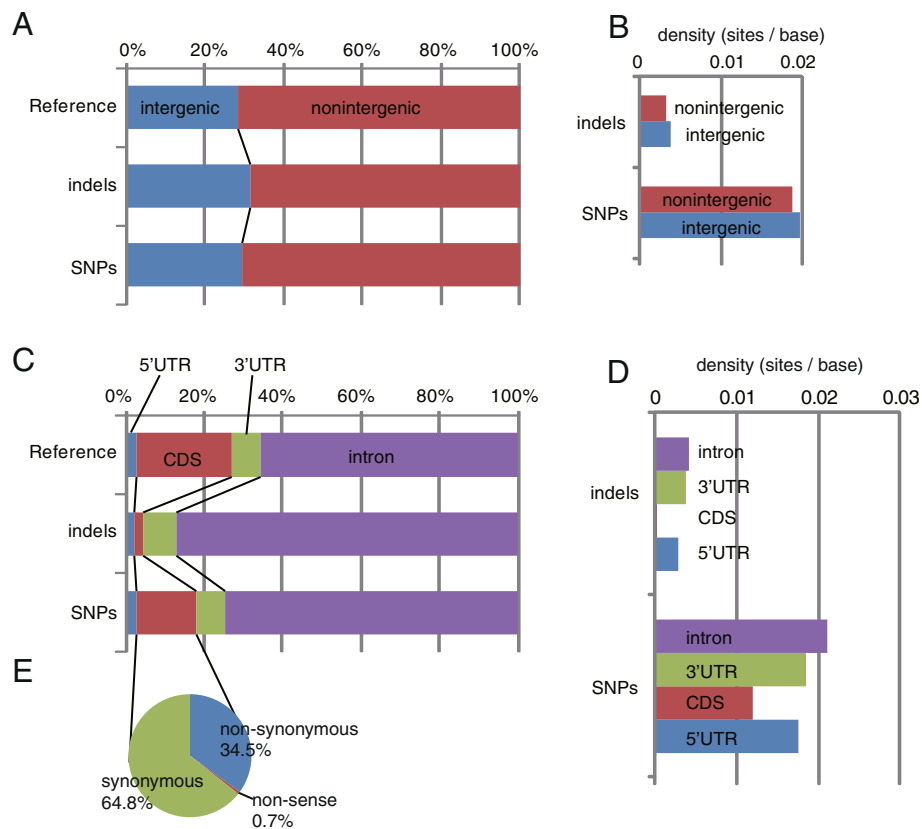 A
0% 20% 40% 60% 80% 100%
Reference
intergenic
nonintergenic
indels
SNPs
B
density (sites / base)
0 0.01 0.02
indels
nonintergenic
intergenic
SNPs
nonintergenic
intergenic
C
5'UTR 3'UTR
0% 20% 40% 60% 80% 100%
Reference
CDS
intron
indels
SNPs
D
density (sites / base)
0 0.01 0.02 0.03
indels
intron
3'UTR
CDS
5'UTR
SNPs
intron
3'UTR
CDS
5'UTR
E
non-synonymous
34.5%
synonymous
64.8%
non-sense
0.7%